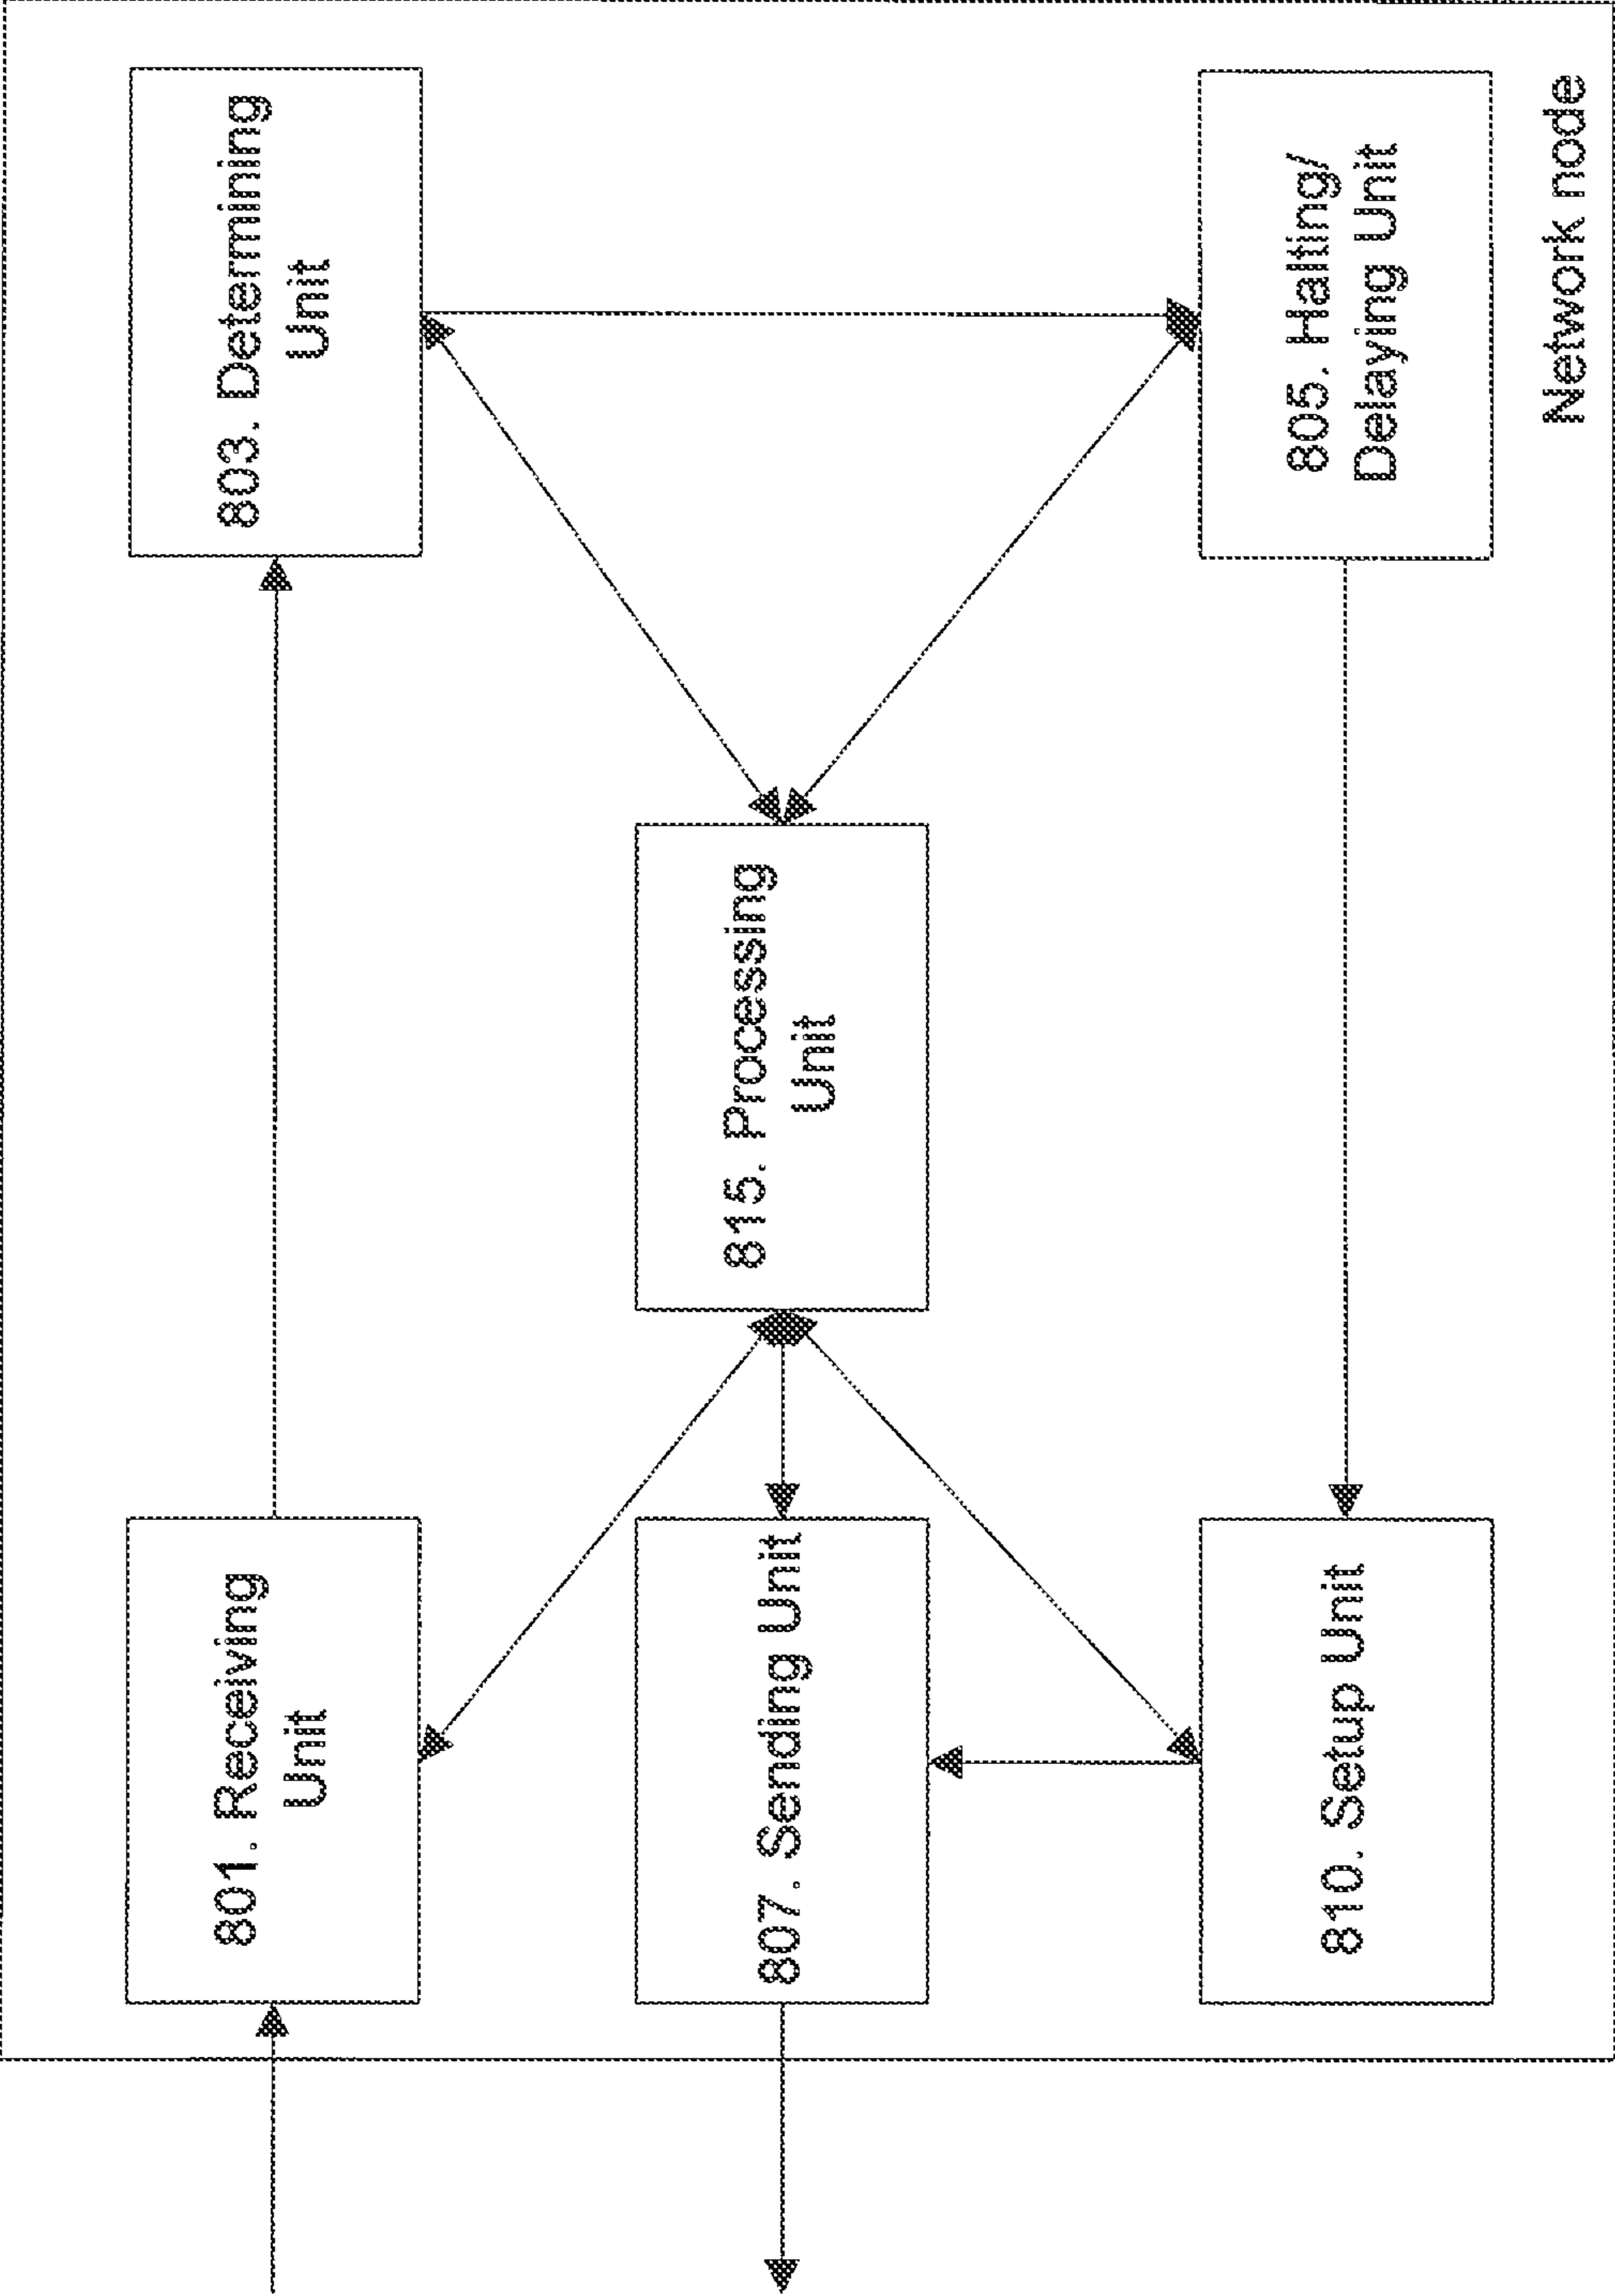 801. Receiving
Unit
803. Determining
Unit
807. Sending Unit
815. Processing
Unit
810. Setup Unit
805. Halting/
Delaying Unit
Network node